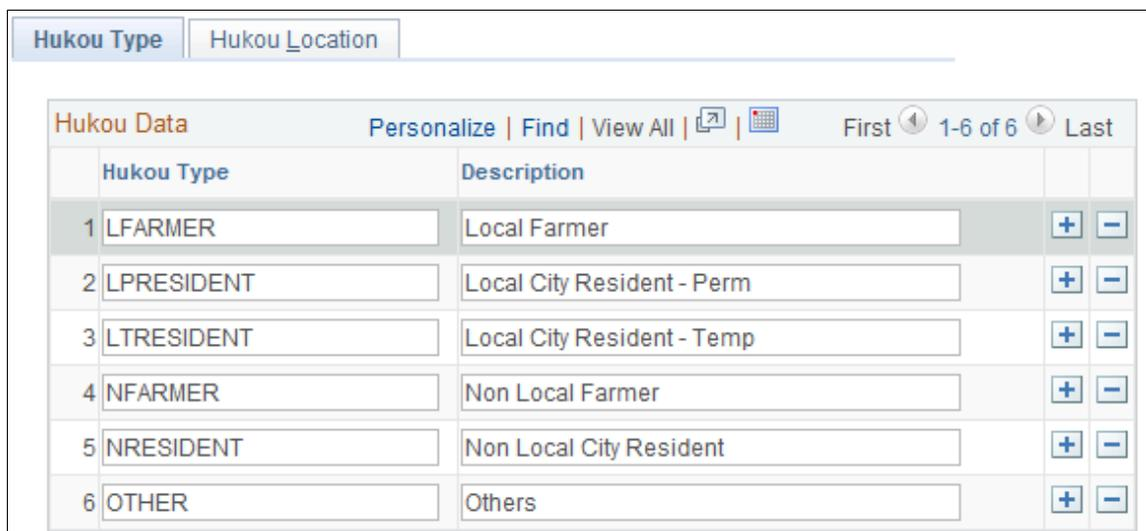 Hukou Type Hukou Location
Hukou Data Personalize | Find | View All | | First 1-6 of 6 Last
Hukou Type Description
1 LFARMER Local Farmer
2 LPRESIDENT Local City Resident - Perm
3 LTRESIDENT Local City Resident - Temp
4 NFARMER Non Local Farmer
5 NRESIDENT Non Local City Resident
6 OTHER Others